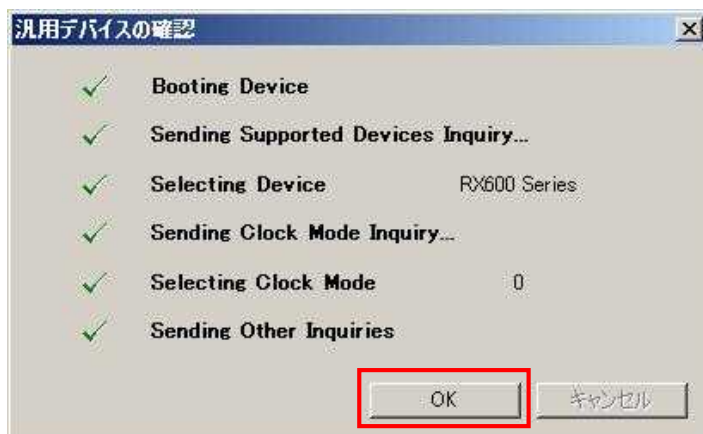 汎用デバイスの確認
Booting Device
Sending Supported Devices Inquiry...
Selecting Device RX600 Series
Sending Clock Mode Inquiry...
Selecting Clock Mode 0
Sending Other Inquiries
OK キャンセル